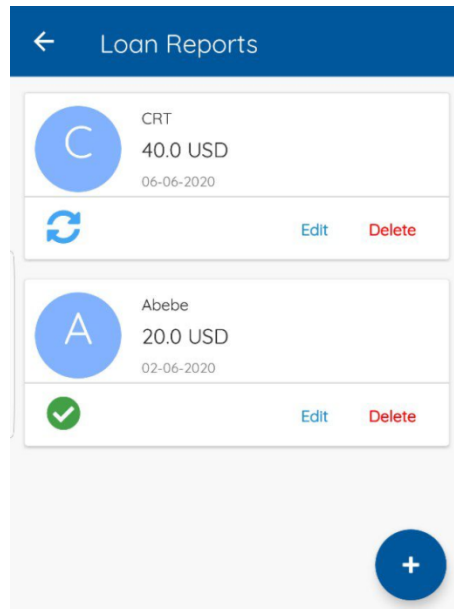 Loan Reports
C
CRT
40.0 USD
06-06-2020
Edit Delete
A
Abebe
20.0 USD
02-06-2020
Edit Delete
+